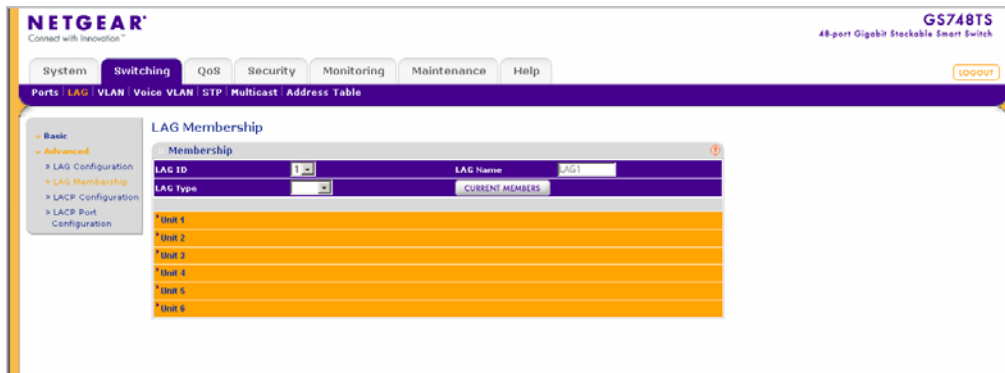 NETGEAR
Connect with Innovation™
GS748TS
48-port Gigabit Stackable Smart Switch
System Switching QoS Security Monitoring Maintenance Help
LOGOUT
Ports LAG VLAN Voice VLAN STP Multicast Address Table
Basic
Advanced
LAG Configuration
LAG Membership
LACP Configuration
LACP Port
Configuration
LAG Membership
Membership
LAG ID 1 LAG Name LAG1
LAG Type CURRENT MEMBERS
Unit 1
Unit 2
Unit 3
Unit 4
Unit 5
Unit 6